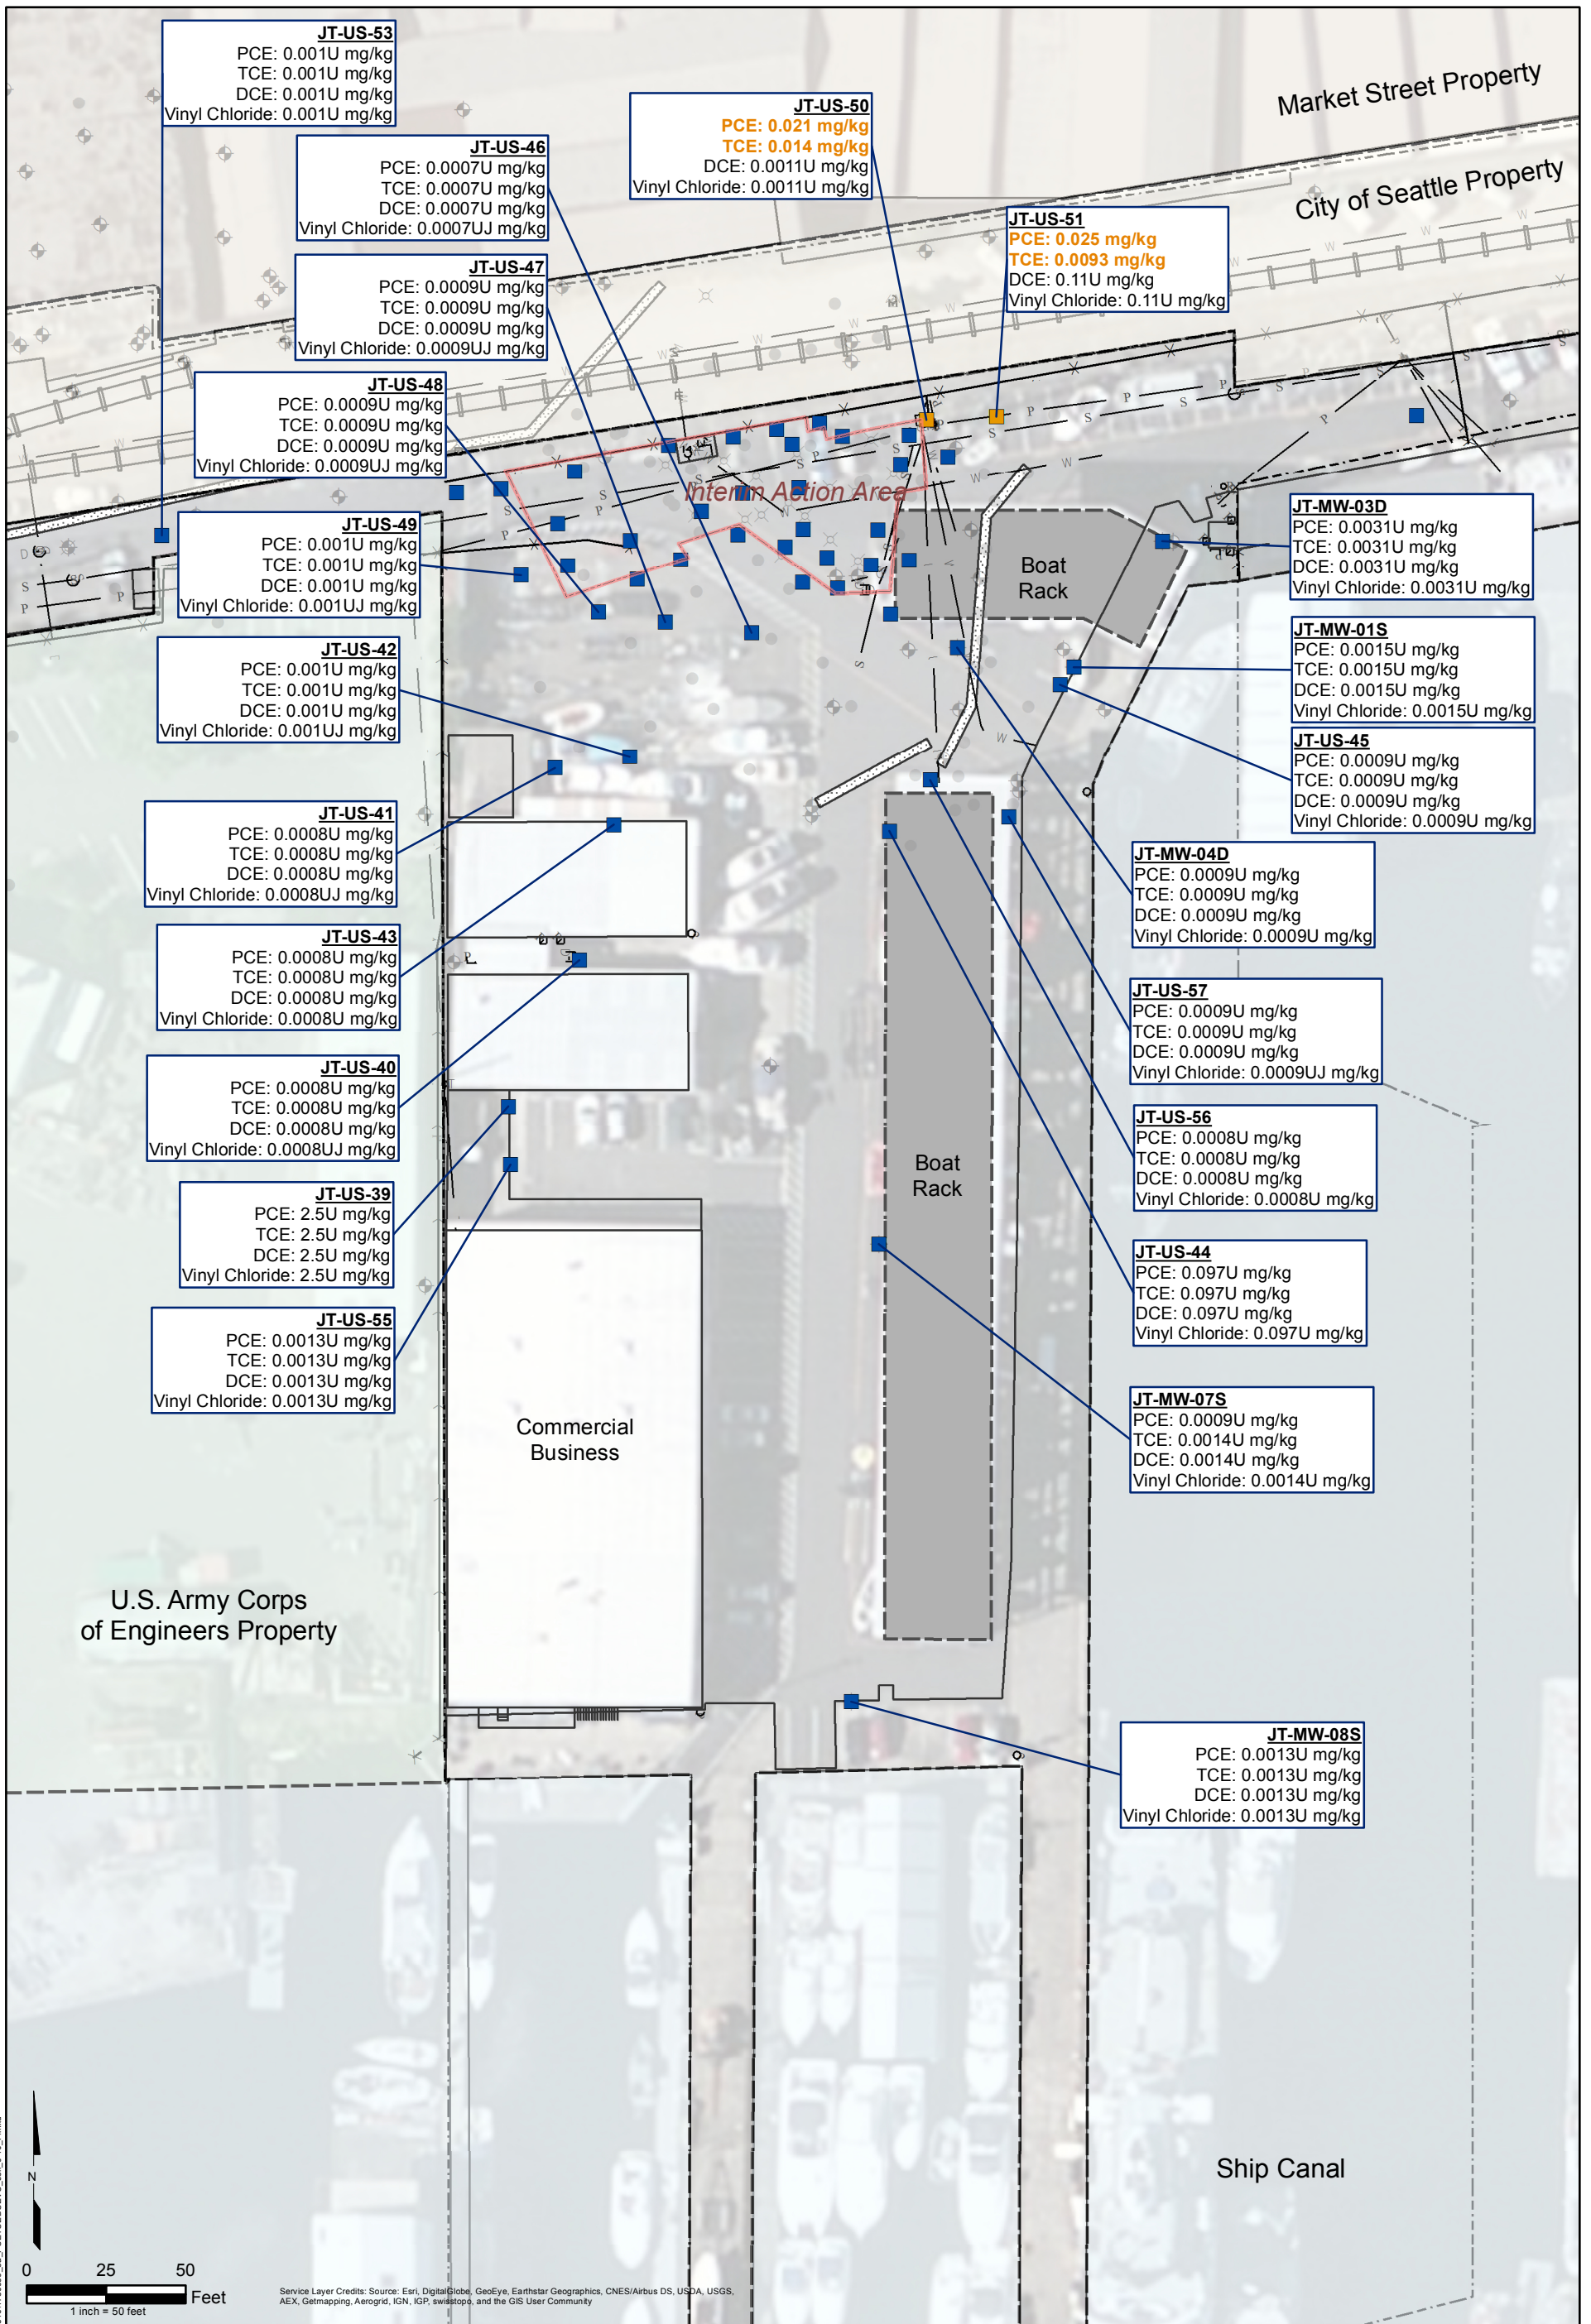 JT-US-53
PCE: 0.001U mg/kg
TCE: 0.001U mg/kg
DCE: 0.001U mg/kg
Vinyl Chloride: 0.001U mg/kg
JT-US-50
PCE: 0.021 mg/kg
TCE: 0.014 mg/kg
DCE: 0.0011U mg/kg
Vinyl Chloride: 0.0011U mg/kg
Market Street Property
City of Seattle Property
JT-US-46
PCE: 0.0007U mg/kg
TCE: 0.0007U mg/kg
DCE: 0.0007U mg/kg
Vinyl Chloride: 0.0007UJ mg/kg
JT-US-51
PCE: 0.025 mg/kg
TCE: 0.0093 mg/kg
DCE: 0.11U mg/kg
Vinyl Chloride: 0.11U mg/kg
JT-US-47
PCE: 0.0009U mg/kg
TCE: 0.0009U mg/kg
DCE: 0.0009U mg/kg
Vinyl Chloride: 0.0009UJ mg/kg
JT-US-48
PCE: 0.0009U mg/kg
TCE: 0.0009U mg/kg
DCE: 0.0009U mg/kg
Vinyl Chloride: 0.0009UJ mg/kg
Interim Action Area
JT-US-49
PCE: 0.001U mg/kg
TCE: 0.001U mg/kg
DCE: 0.001U mg/kg
Vinyl Chloride: 0.001UJ mg/kg
Boat
Rack
JT-MW-03D
PCE: 0.0031U mg/kg
TCE: 0.0031U mg/kg
DCE: 0.0031U mg/kg
Vinyl Chloride: 0.0031U mg/kg
JT-MW-01S
PCE: 0.0015U mg/kg
TCE: 0.0015U mg/kg
DCE: 0.0015U mg/kg
Vinyl Chloride: 0.0015U mg/kg
JT-US-42
PCE: 0.001U mg/kg
TCE: 0.001U mg/kg
DCE: 0.001U mg/kg
Vinyl Chloride: 0.001UJ mg/kg
JT-US-45
PCE: 0.0009U mg/kg
TCE: 0.0009U mg/kg
DCE: 0.0009U mg/kg
Vinyl Chloride: 0.0009U mg/kg
JT-US-41
PCE: 0.0008U mg/kg
TCE: 0.0008U mg/kg
DCE: 0.0008U mg/kg
Vinyl Chloride: 0.0008UJ mg/kg
JT-MW-04D
PCE: 0.0009U mg/kg
TCE: 0.0009U mg/kg
DCE: 0.0009U mg/kg
Vinyl Chloride: 0.0009U mg/kg
JT-US-43
PCE: 0.0008U mg/kg
TCE: 0.0008U mg/kg
DCE: 0.0008U mg/kg
Vinyl Chloride: 0.0008U mg/kg
JT-US-57
PCE: 0.0009U mg/kg
TCE: 0.0009U mg/kg
DCE: 0.0009U mg/kg
Vinyl Chloride: 0.0009UJ mg/kg
JT-US-40
PCE: 0.0008U mg/kg
TCE: 0.0008U mg/kg
DCE: 0.0008U mg/kg
Vinyl Chloride: 0.0008UJ mg/kg
JT-US-56
PCE: 0.0008U mg/kg
TCE: 0.0008U mg/kg
DCE: 0.0008U mg/kg
Vinyl Chloride: 0.0008U mg/kg
Boat
Rack
JT-US-39
PCE: 2.5U mg/kg
TCE: 2.5U mg/kg
DCE: 2.5U mg/kg
Vinyl Chloride: 2.5U mg/kg
JT-US-44
PCE: 0.097U mg/kg
TCE: 0.097U mg/kg
DCE: 0.097U mg/kg
Vinyl Chloride: 0.097U mg/kg
JT-US-55
PCE: 0.0013U mg/kg
TCE: 0.0013U mg/kg
DCE: 0.0013U mg/kg
Vinyl Chloride: 0.0013U mg/kg
JT-MW-07S
PCE: 0.0009U mg/kg
TCE: 0.0014U mg/kg
DCE: 0.0014U mg/kg
Vinyl Chloride: 0.0014U mg/kg
Commercial
Business
U.S. Army Corps
of Engineers Property
JT-MW-08S
PCE: 0.0013U mg/kg
TCE: 0.0013U mg/kg
DCE: 0.0013U mg/kg
Vinyl Chloride: 0.0013U mg/kg
Ship Canal
N
0 25 50
Feet
1 inch = 50 feet
Service Layer Credits: Source: Esri, DigitalGlobe, GeoEye, Earthstar Geographics, CNES/Airbus DS, USDA, USGS,
AEX, Getmapping, Aerogrid, IGN, IGP, swisstopo, and the GIS User Community